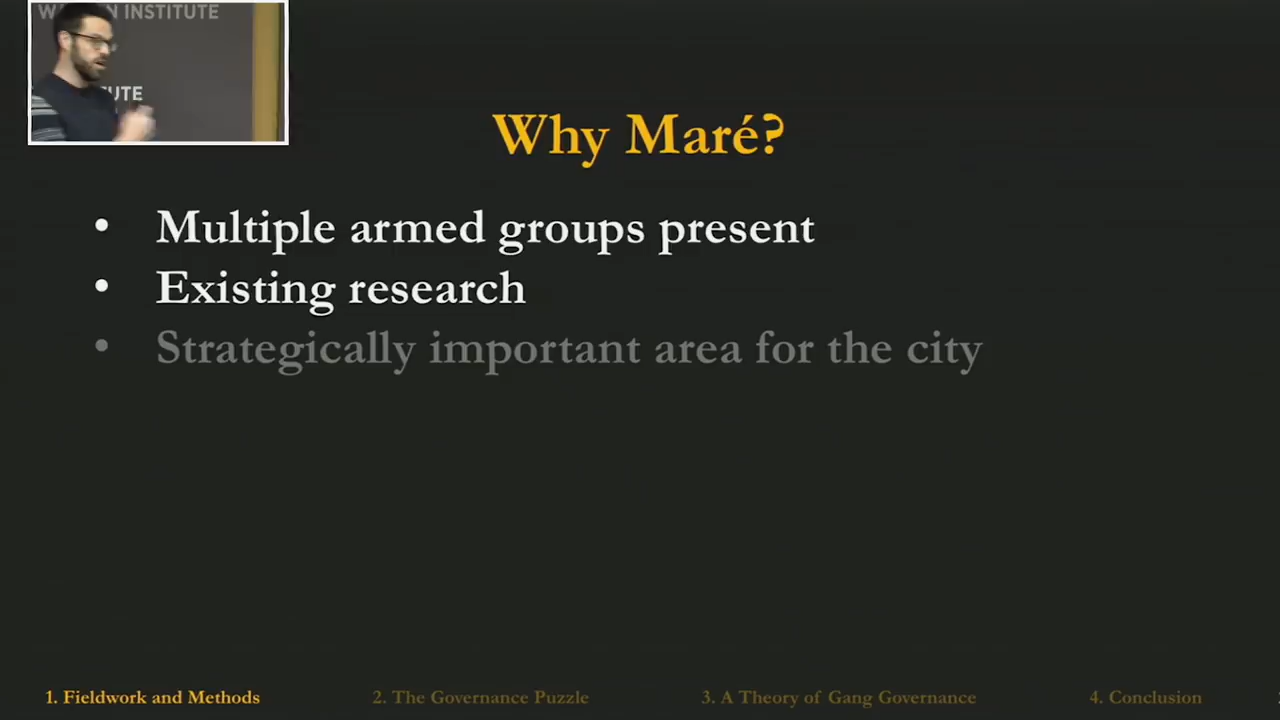 INSTITUTE
Why Maré?
• Multiple armed groups present
• Existing research
• Strategically important area for the city
1. Fieldwork and Methods
2. The Governance Puzzle
3. A Theory of Gang Governance
4. Conclusion